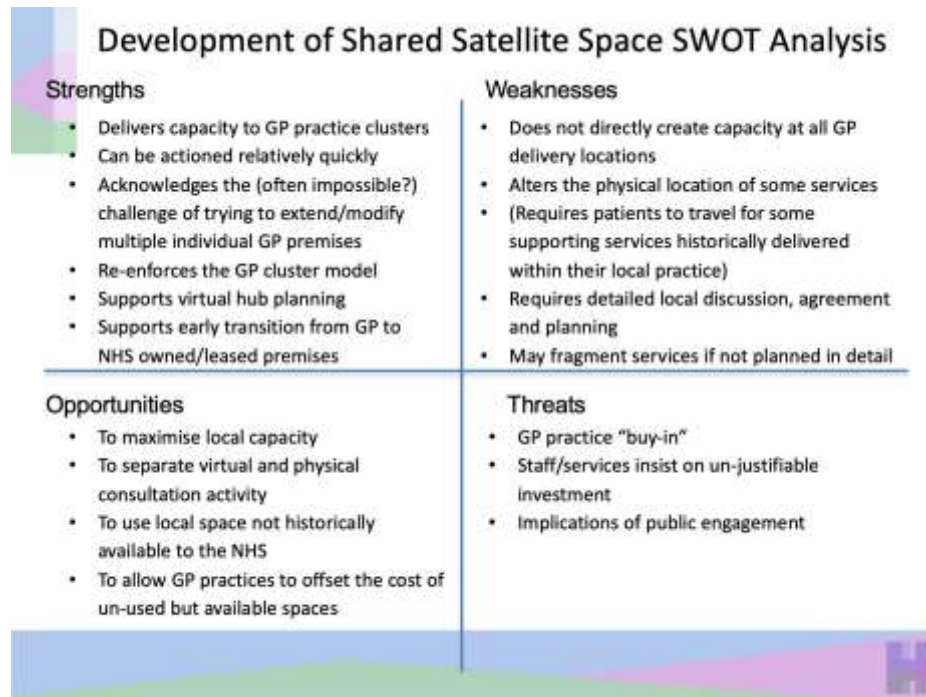 Development of Shared Satellite Space SWOT Analysis
Strengths
• Delivers capacity to GP practice clusters
• Can be actioned relatively quickly
• Acknowledges the (often impossible?)
challenge of trying to extend/modify
multiple individual GP premises
• Re-enforces the GP cluster model
• Supports virtual hub planning
• Supports early transition from GP to
NHS owned/leased premises
Weaknesses
• Does not directly create capacity at all GP
delivery locations
• Alters the physical location of some services
• (Requires patients to travel for some
supporting services historically delivered
within their local practice)
• Requires detailed local discussion, agreement
and planning
• May fragment services if not planned in detail
Opportunities
• To maximise local capacity
• To separate virtual and physical
consultation activity
• To use local space not historically
available to the NHS
• To allow GP practices to offset the cost of
un-used but available spaces
Threats
• GP practice “buy-in”
• Staff/services insist on un-justifiable
investment
• Implications of public engagement
H